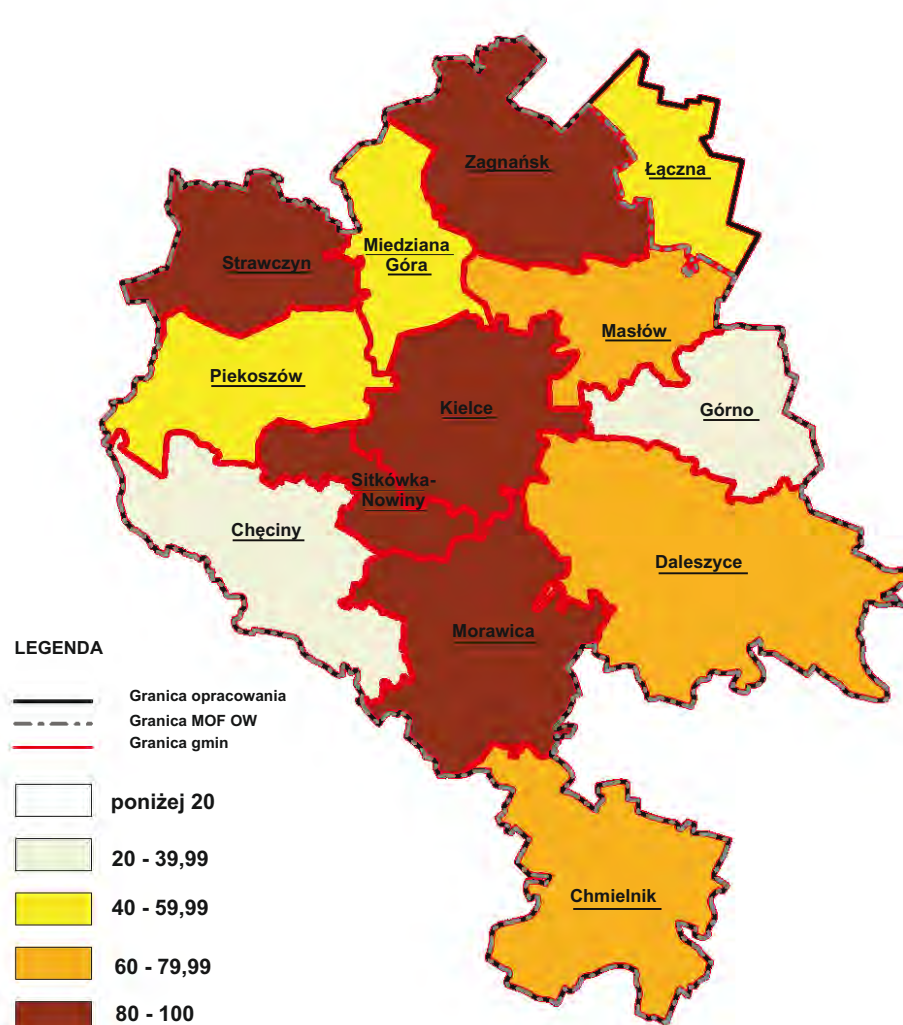 Zagnańsk
Łączna
Miedziana
Góra
Strawczyn
Masłów
Piekoszów
Kielce
Górno
Sitkówka-
Nowiny
Chęciny
Daleszyce
Morawica
Chmielnik
LEGENDA
Granica opracowania
Granica MOF OW
Granica gmin
poniżej 20
20 - 39,99
40 - 59,99
60 - 79,99
80 - 100